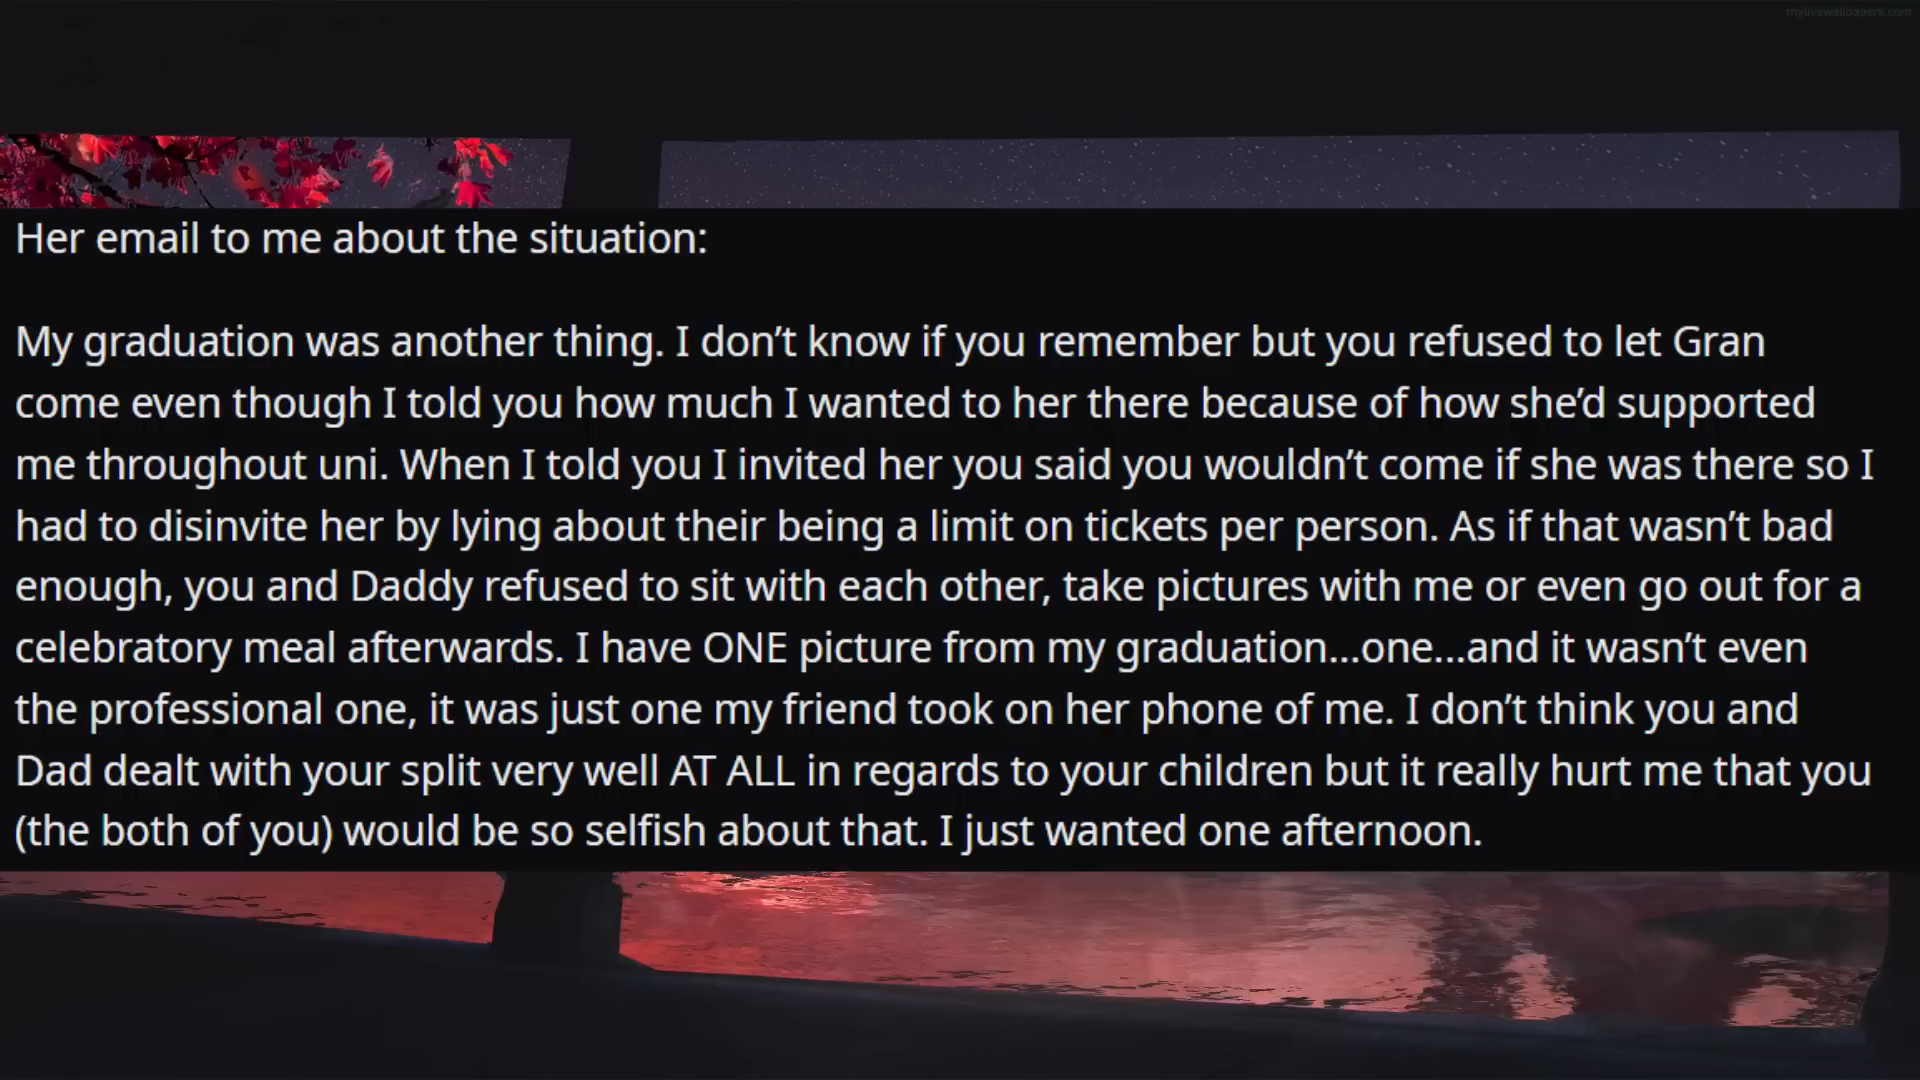 mylivewallpapers.com
Her email to me about the situation:
My graduation was another thing. I don’t know if you remember but you refused to let Gran
come even though I told you how much I wanted to her there because of how she’d supported
me throughout uni. When I told you I invited her you said you wouldn’t come if she was there so I
had to disinvite her by lying about their being a limit on tickets per person. As if that wasn’t bad
enough, you and Daddy refused to sit with each other, take pictures with me or even go out for a
celebratory meal afterwards. I have ONE picture from my graduation...one...and it wasn’t even
the professional one, it was just one my friend took on her phone of me. I don’t think you and
Dad dealt with your split very well AT ALL in regards to your children but it really hurt me that you
(the both of you) would be so selfish about that. I just wanted one afternoon.